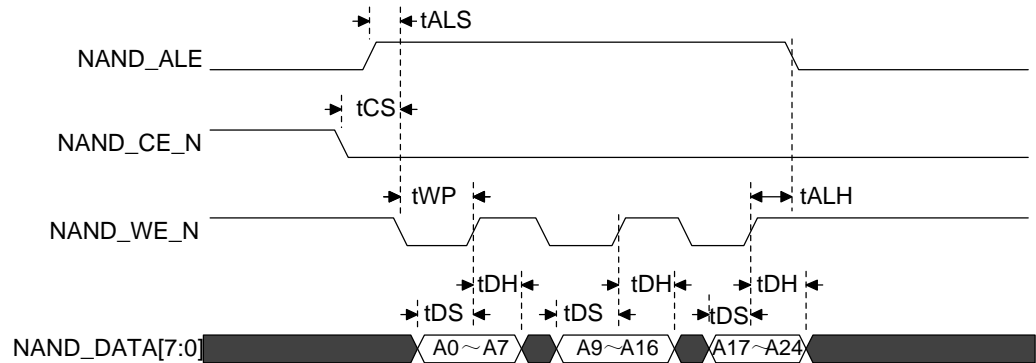 tALS
NAND_ALE
tCS
NAND_CE_N
tWP
tALH
NAND_WE_N
tDH tDH tDH
tDS tDS tDS
NAND_DATA[7:0] A0～A7 A9～A16 A17～A24